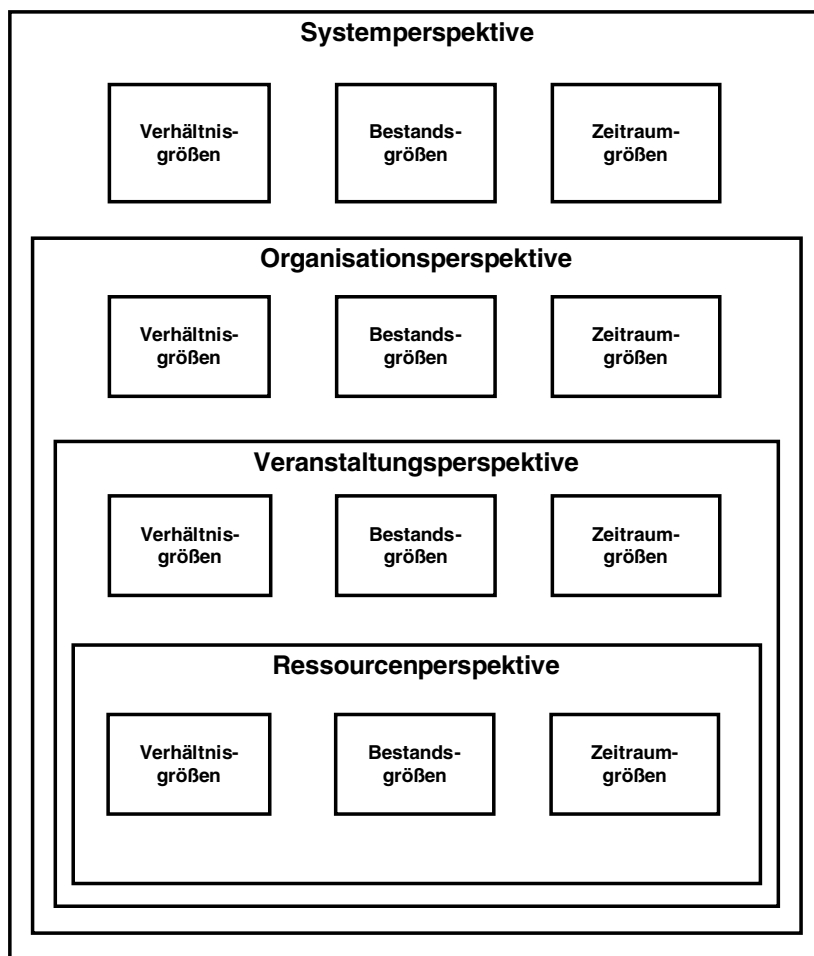 Systemperspektive
Verhältnis-
größen
Bestands-
größen
Zeitraum-
größen
Organisationsperspektive
Verhältnis-
größen
Bestands-
größen
Zeitraum-
größen
Veranstaltungsperspektive
Verhältnis-
größen
Bestands-
größen
Zeitraum-
größen
Ressourcenperspektive
Verhältnis-
größen
Bestands-
größen
Zeitraum-
größen